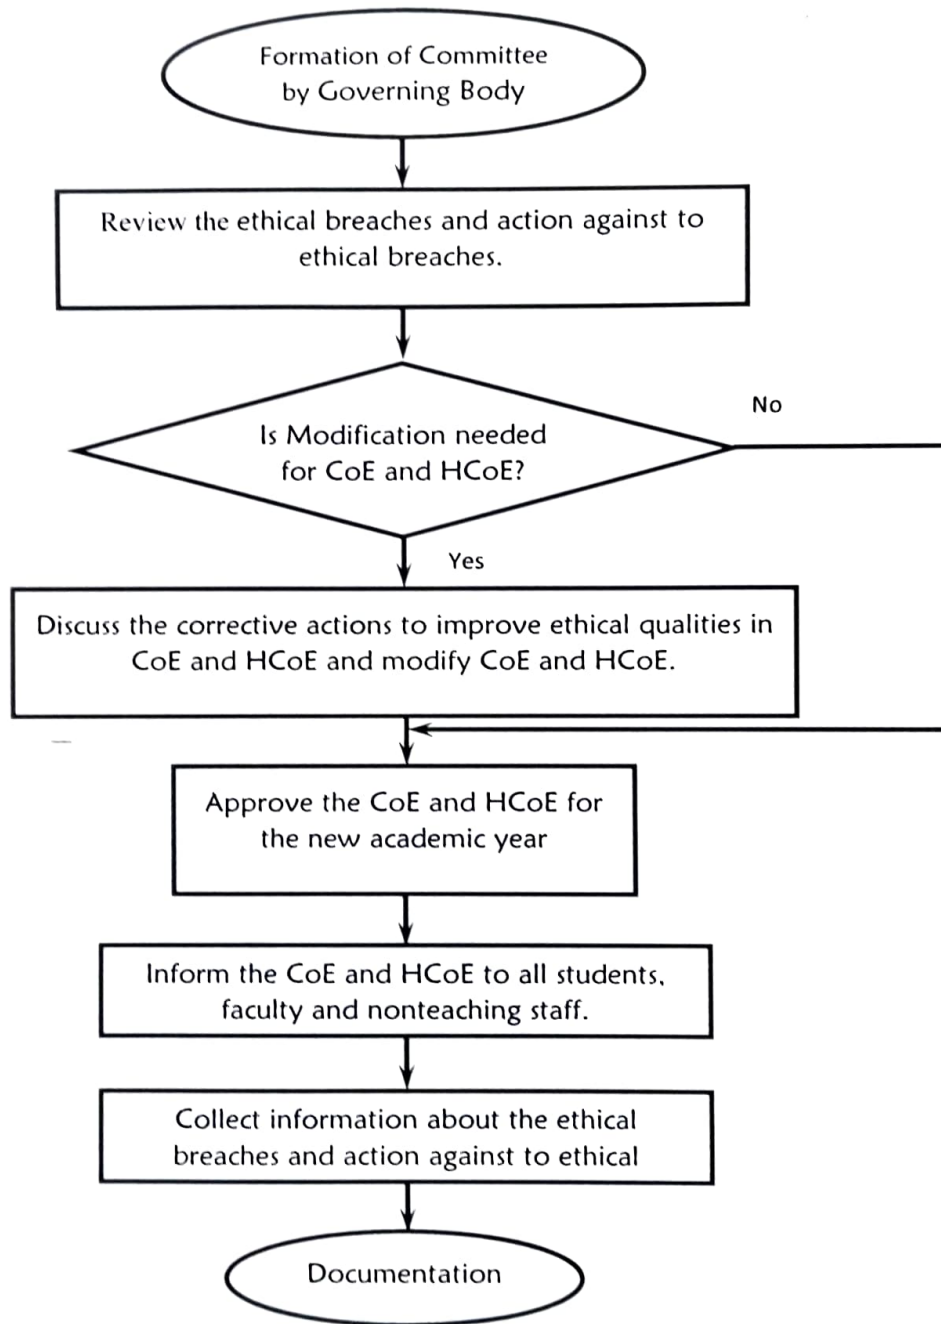 Formation of Committee
by Governing Body
Review the ethical breaches and action against to
ethical breaches.
Is Modification needed
for CoE and HCoE?
No
Yes
Discuss the corrective actions to improve ethical qualities in
CoE and HCoE and modify CoE and HCoE.
Approve the CoE and HCoE for
the new academic year
Inform the CoE and HCoE to all students,
faculty and nonteaching staff.
Collect information about the ethical
breaches and action against to ethical
Documentation